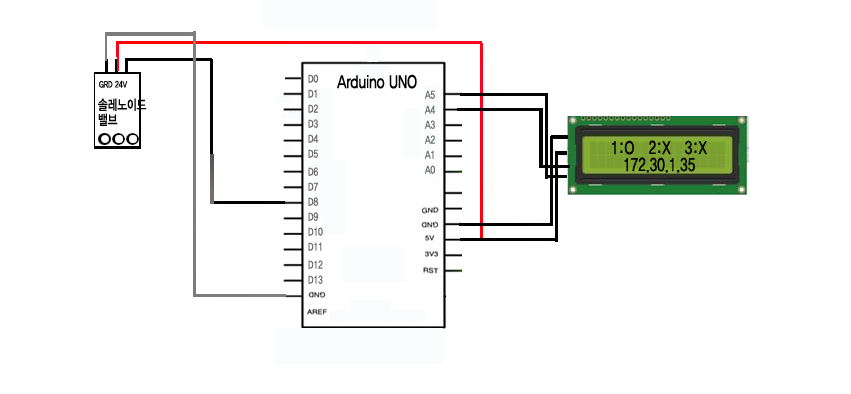 GRD 24V
솔레노이드
밸브
Arduino UNO
D0
D1
D2
D3
D4
D5
D6
D7
D8
D9
D10
D11
D12
D13
GND
AREF
A5
A4
A3
A2
A1
A0
GND
GND
5V
3V3
RST
1:O 2:X 3:X
172.30.1.35